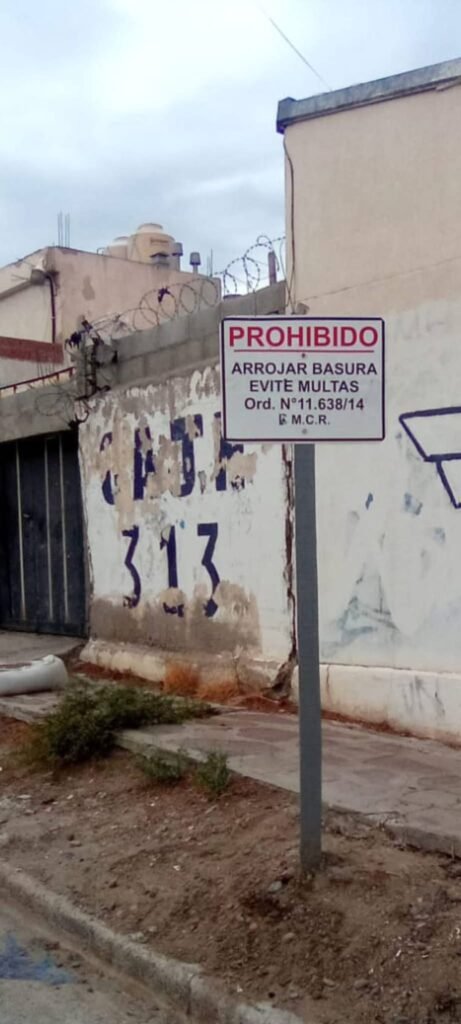 PROHIBIDO
ARROJAR BASURA
EVITE MULTAS
Ord. N°11.638/14
M.C.R.
313